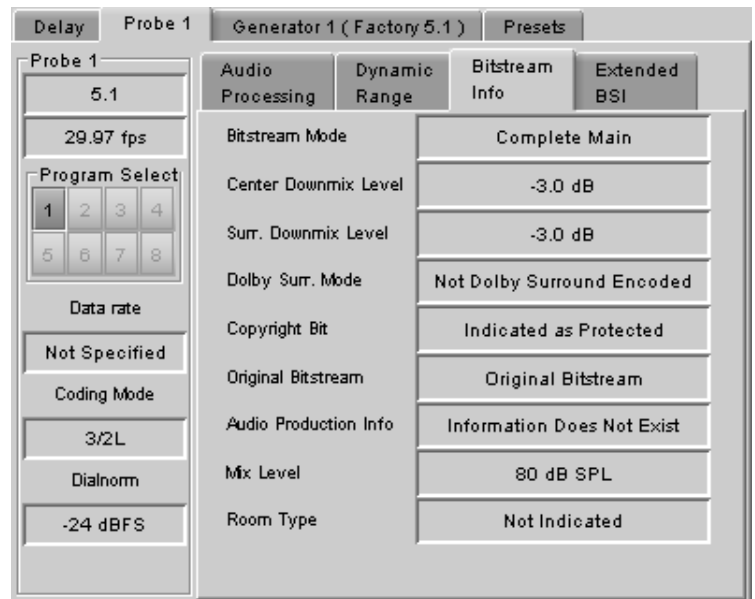 Delay Probe 1 Generator 1 ( Factory 5.1 ) Presets
Probe 1
5.1
29.97 fps
Program Select
1 2 3 4
5 6 7 8
Data rate
Not Specified
Coding Mode
3/2L
Dialnorm
-24 dBFS
Audio Processing
Dynamic Range
Bitstream Info
Extended BSI
Bitstream Mode Complete Main
Center Downmix Level -3.0 dB
Surr. Downmix Level -3.0 dB
Dolby Surr. Mode Not Dolby Surround Encoded
Copyright Bit Indicated as Protected
Original Bitstream Original Bitstream
Audio Production Info Information Does Not Exist
Mix Level 80 dB SPL
Room Type Not Indicated